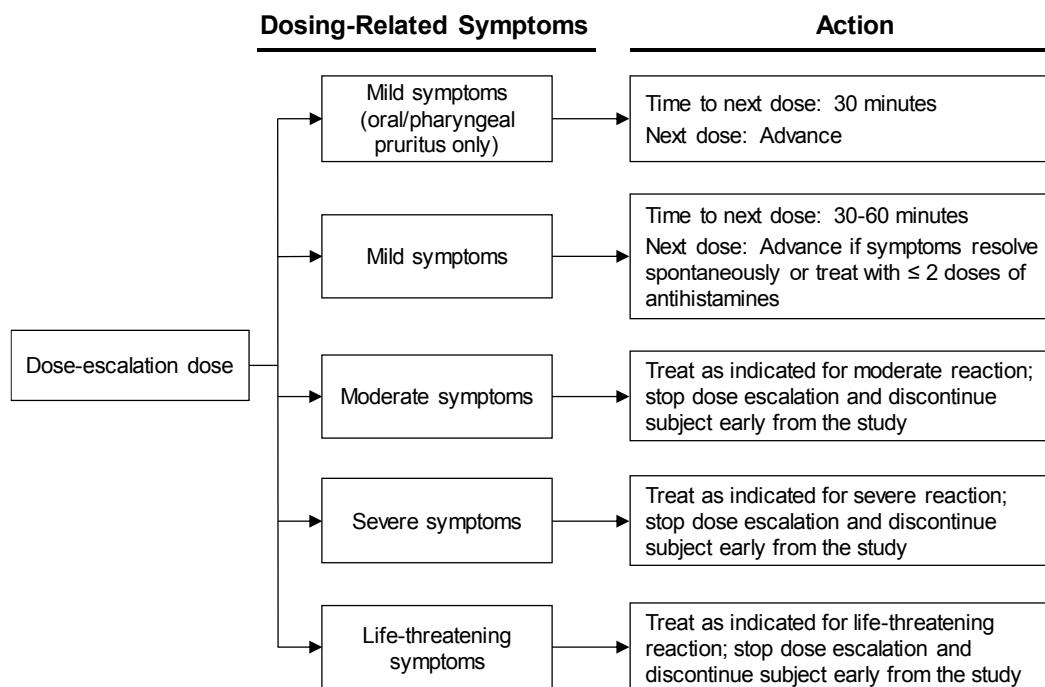 Dosing-Related Symptoms
Action
Dose-escalation dose
Mild symptoms
(oral/pharyngeal
pruritus only)
Time to next dose: 30 minutes
Next dose: Advance
Mild symptoms
Time to next dose: 30-60 minutes
Next dose: Advance if symptoms resolve
spontaneously or treat with ≤ 2 doses of
antihistamines
Moderate symptoms
Treat as indicated for moderate reaction;
stop dose escalation and discontinue
subject early from the study
Severe symptoms
Treat as indicated for severe reaction;
stop dose escalation and discontinue
subject early from the study
Life-threatening
symptoms
Treat as indicated for life-threatening
reaction; stop dose escalation and
discontinue subject early from the study